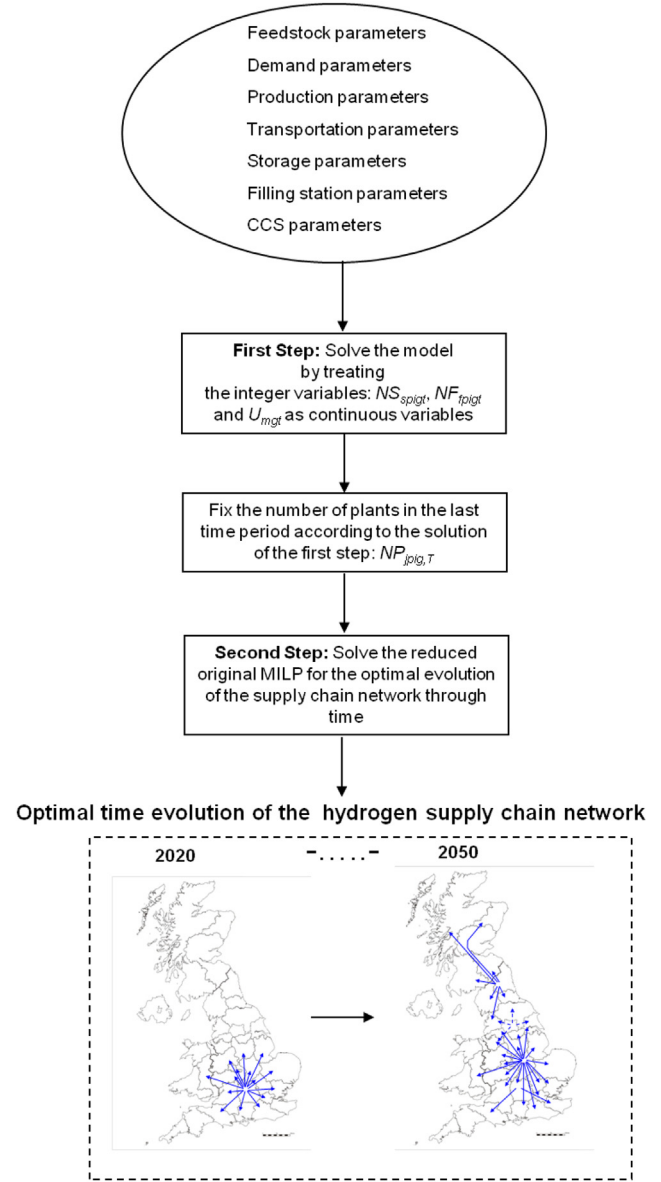 Feedstock parameters
Demand parameters
Production parameters
Transportation parameters
Storage parameters
Filling station parameters
CCS parameters
First Step: Solve the model
by treating
the integer variables: NS_spigt, NF_fpigt
and U_mgt as continuous variables
Fix the number of plants in the last
time period according to the solution
of the first step: NP_jpig,T
Second Step: Solve the reduced
original MILP for the optimal evolution
of the supply chain network through
time
Optimal time evolution of the hydrogen supply chain network
2020 -.....- 2050